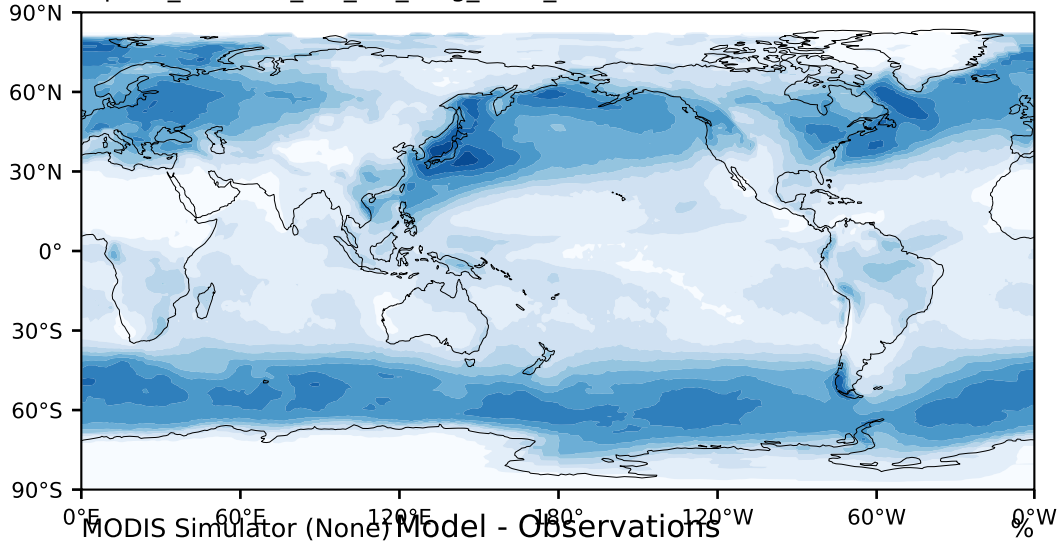 90°N
60°N
30°N
0°
30°S
60°S
90°S
0°E 60°E 120°E 180° 120°W 60°W 0°W
MODIS Simulator (None) Model - Observations %